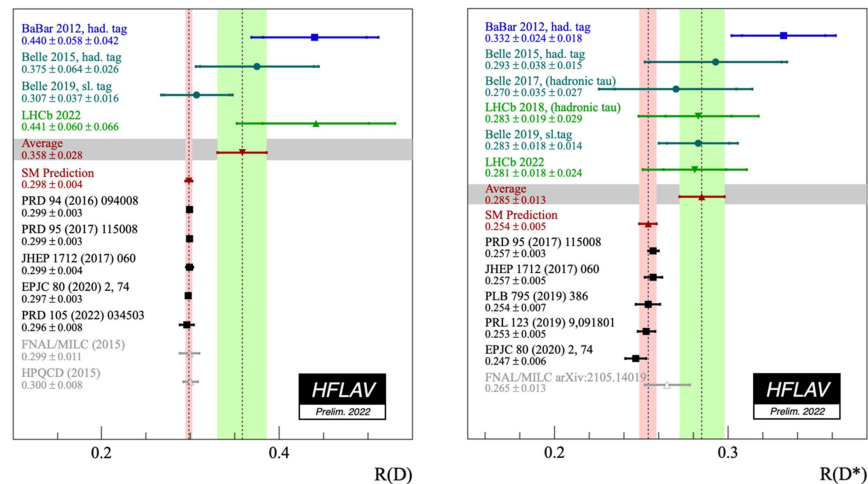 BaBar 2012, had. tag
0.440 ± 0.058 ± 0.042
Belle 2015, had. tag
0.375 ± 0.064 ± 0.026
Belle 2019, sl. tag
0.307 ± 0.037 ± 0.016
LHCb 2022
0.441 ± 0.060 ± 0.066
Average
0.358 ± 0.028
SM Prediction
0.298 ± 0.004
PRD 94 (2016) 094008
0.299 ± 0.003
PRD 95 (2017) 115008
0.299 ± 0.003
JHEP 1712 (2017) 060
0.299 ± 0.004
EPJC 80 (2020) 2, 74
0.297 ± 0.003
PRD 105 (2022) 034503
0.296 ± 0.008
FNAL/MILC (2015)
0.299 ± 0.011
HPQCD (2015)
0.300 ± 0.008
HFLAV
Prelim. 2022
0.2
0.4
R(D)
BaBar 2012, had. tag
0.332 ± 0.024 ± 0.018
Belle 2015, had. tag
0.293 ± 0.038 ± 0.015
Belle 2017, (hadronic tau)
0.270 ± 0.035 ± 0.027
LHCb 2018, (hadronic tau)
0.283 ± 0.019 ± 0.029
Belle 2019, sl.tag
0.283 ± 0.018 ± 0.014
LHCb 2022
0.281 ± 0.018 ± 0.024
Average
0.285 ± 0.013
SM Prediction
0.254 ± 0.005
PRD 95 (2017) 115008
0.257 ± 0.003
JHEP 1712 (2017) 060
0.257 ± 0.005
PLB 795 (2019) 386
0.254 ± 0.007
PRL 123 (2019) 9,091801
0.253 ± 0.005
EPJC 80 (2020) 2, 74
0.247 ± 0.006
FNAL/MILC arXiv:2105.14019
0.265 ± 0.013
HFLAV
Prelim. 2022
0.2
0.3
R(D*)